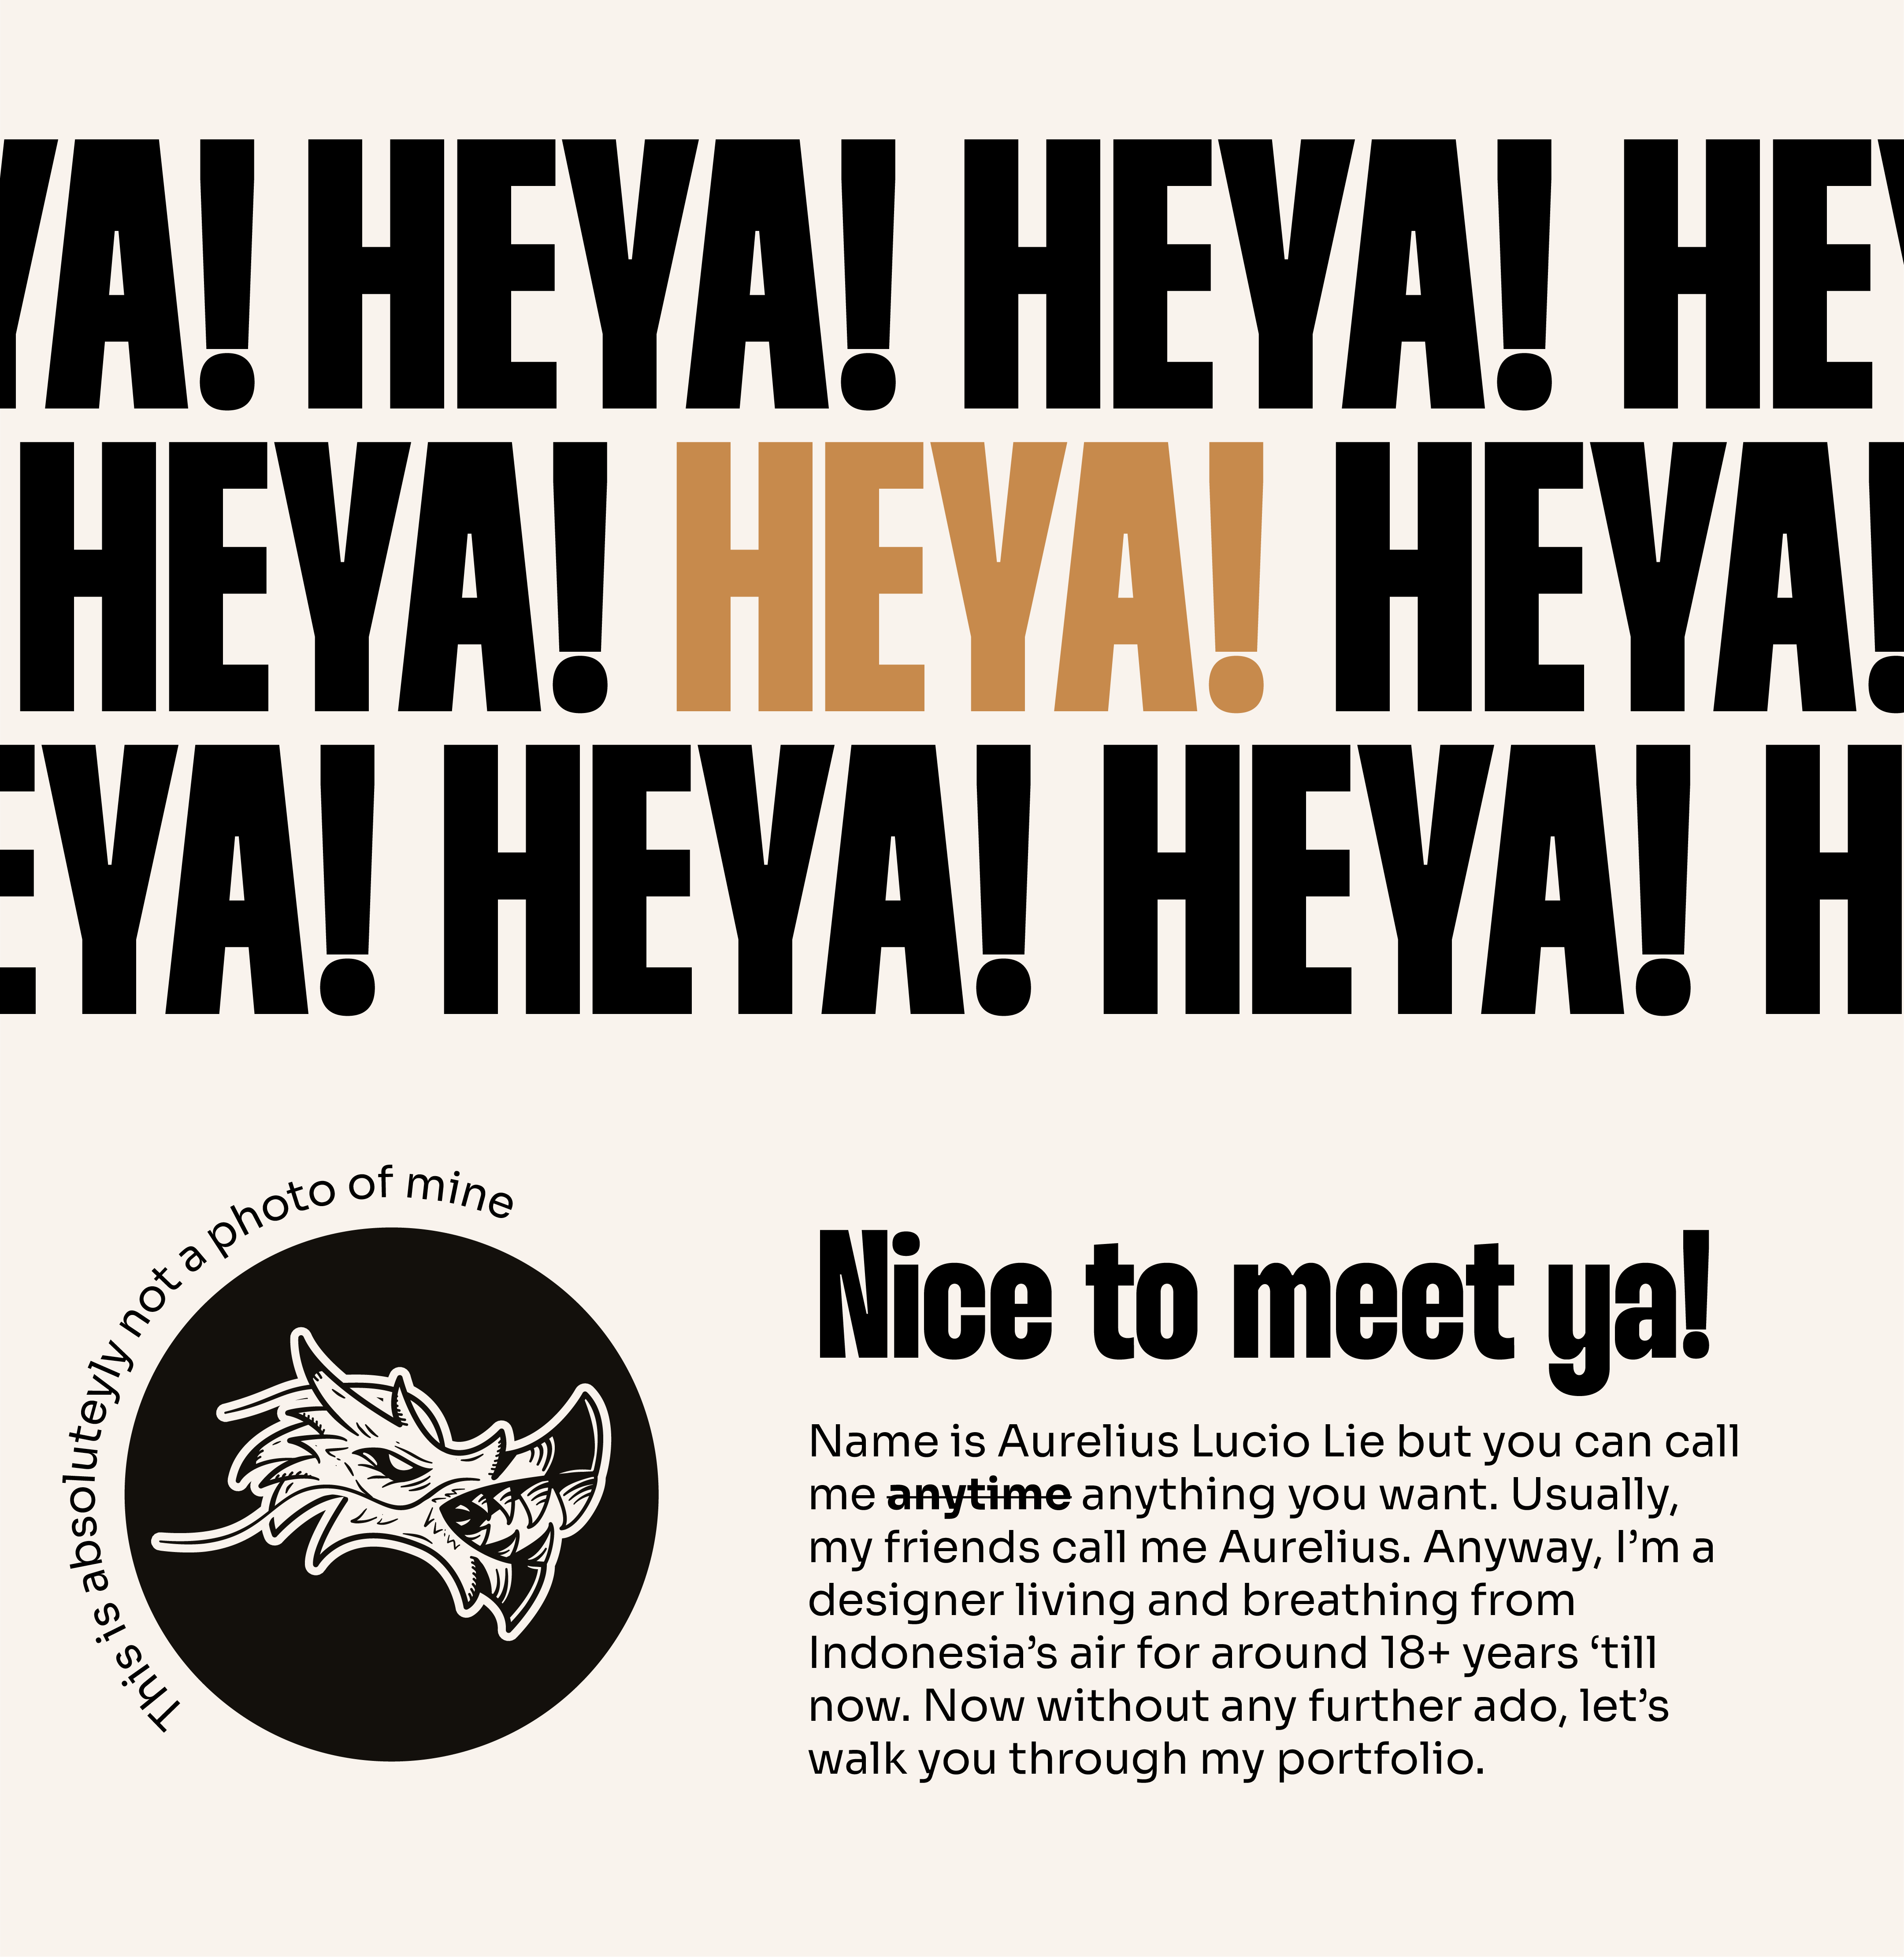 YA! HEYA! HEYA! HEY
HEYA! HEYA! HEYA!
EYA! HEYA! HEYA! H
This is absoluteyly not a photo of mine
Nice to meet ya!
Name is Aurelius Lucio Lie but you can call
me anytime anything you want. Usually,
my friends call me Aurelius. Anyway, I’m a
designer living and breathing from
Indonesia’s air for around 18+ years ‘till
now. Now without any further ado, let’s
walk you through my portfolio.